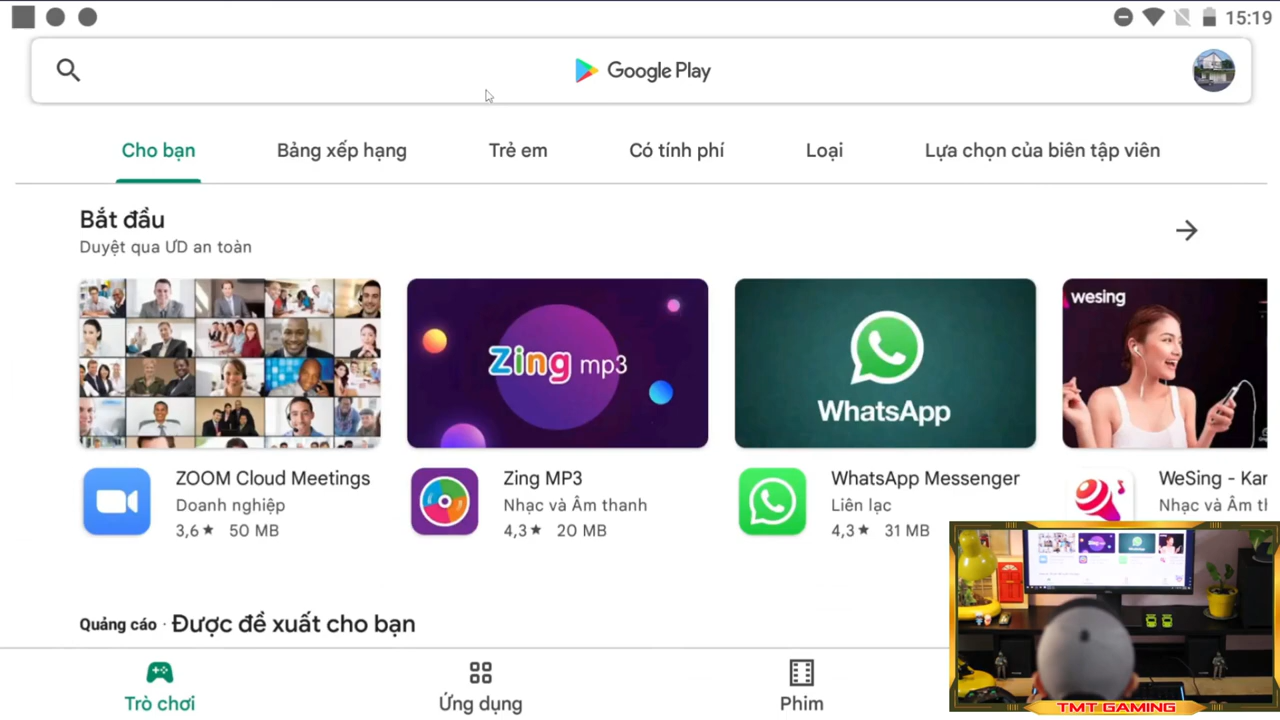 15:19
Google Play
Cho bạn
Bảng xếp hạng
Trẻ em
Có tính phí
Loại
Lựa chọn của biên tập viên
Bắt đầu
Duyệt qua ƯD an toàn
Zing mp3
WhatsApp
wesing
ZOOM Cloud Meetings
Doanh nghiệp
3,6★ 50 MB
Zing MP3
Nhạc và Âm thanh
4,3★ 20 MB
WhatsApp Messenger
Liên lạc
4,3★ 31 MB
WeSing - Kar
Nhạc và Âm th
Quảng cáo · Được đề xuất cho bạn
Trò chơi
Ứng dụng
Phim
TMT GAMING